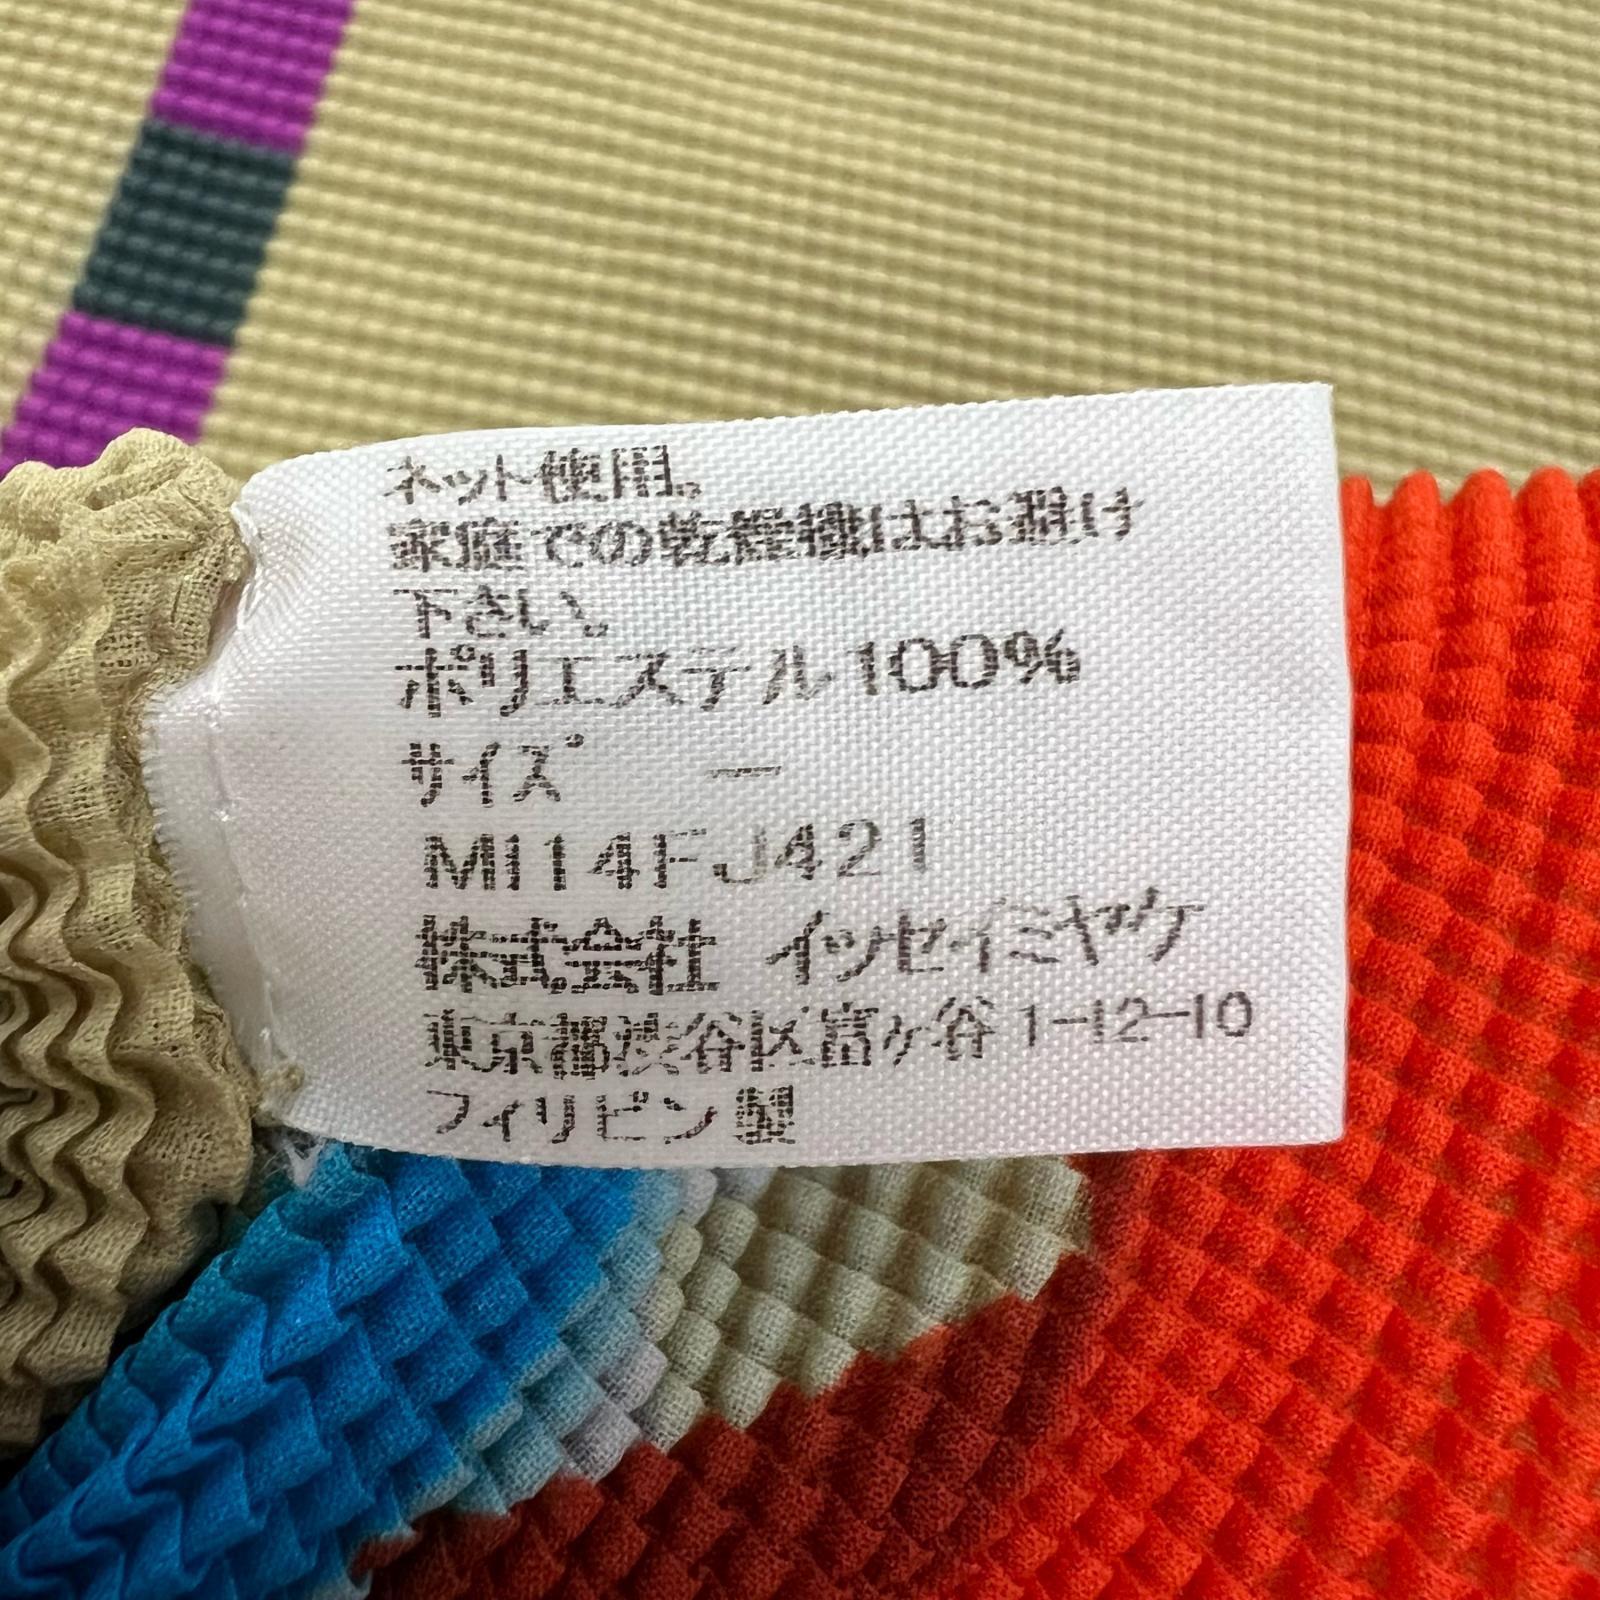 ネット使用。
家庭での乾燥機はお避け
下さい。
ポリエステル100%
サイズ ー
MI14FJ421
株式会社 イッセイミヤケ
東京都渋谷区富ヶ谷1-12-10
フィリピン製